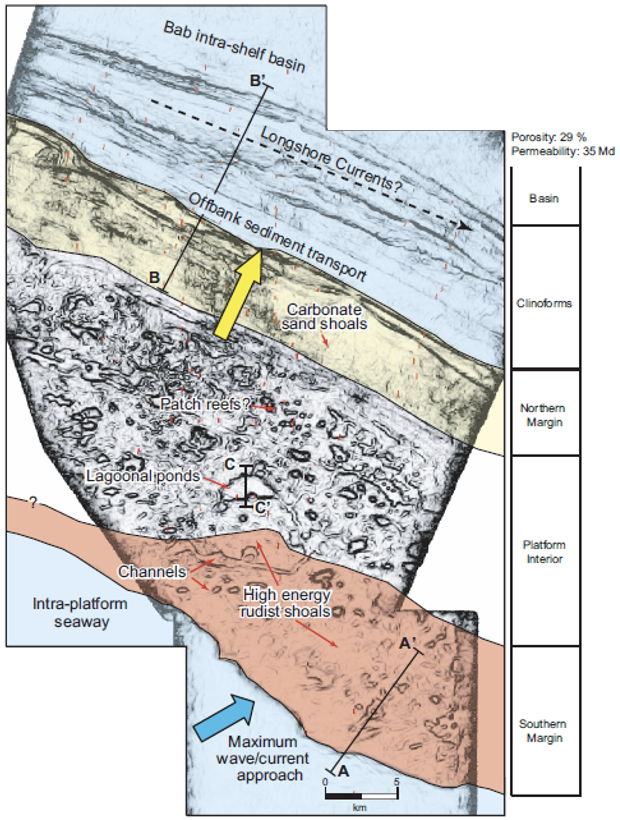 Bab intra-shelf basin
B'
Porosity: 29 %
Permeability: 35 Md
Longshore Currents?
Basin
Offbank sediment transport
B
Clinoforms
Carbonate
sand shoals
Patch reefs?
Northern
Margin
C
Lagoonal ponds
C'
?
Platform
Interior
Channels
High energy
rudist shoals
Intra-platform
seaway
A'
Southern
Margin
Maximum
wave/current
approach
A
0
5
km